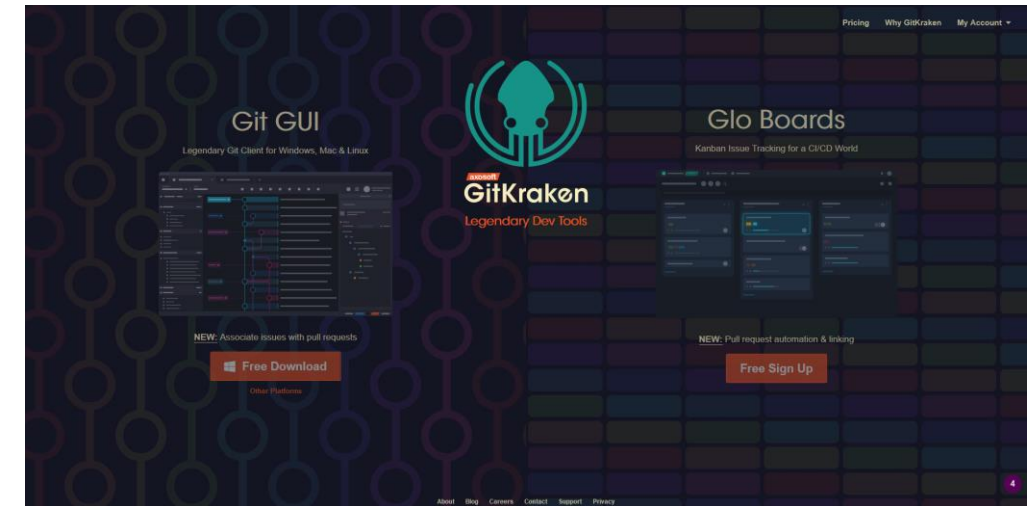 Pricing Why GitKraken My Account
Git GUI
Legendary Git Client for Windows, Mac & Linux
axosoft
GitKraken
Legendary Dev Tools
Glo Boards
Kanban Issue Tracking for a CI/CD World
NEW: Associate issues with pull requests
Free Download
Other Platforms
NEW: Pull request automation & linking
Free Sign Up
4
About Blog Careers Contact Support Privacy